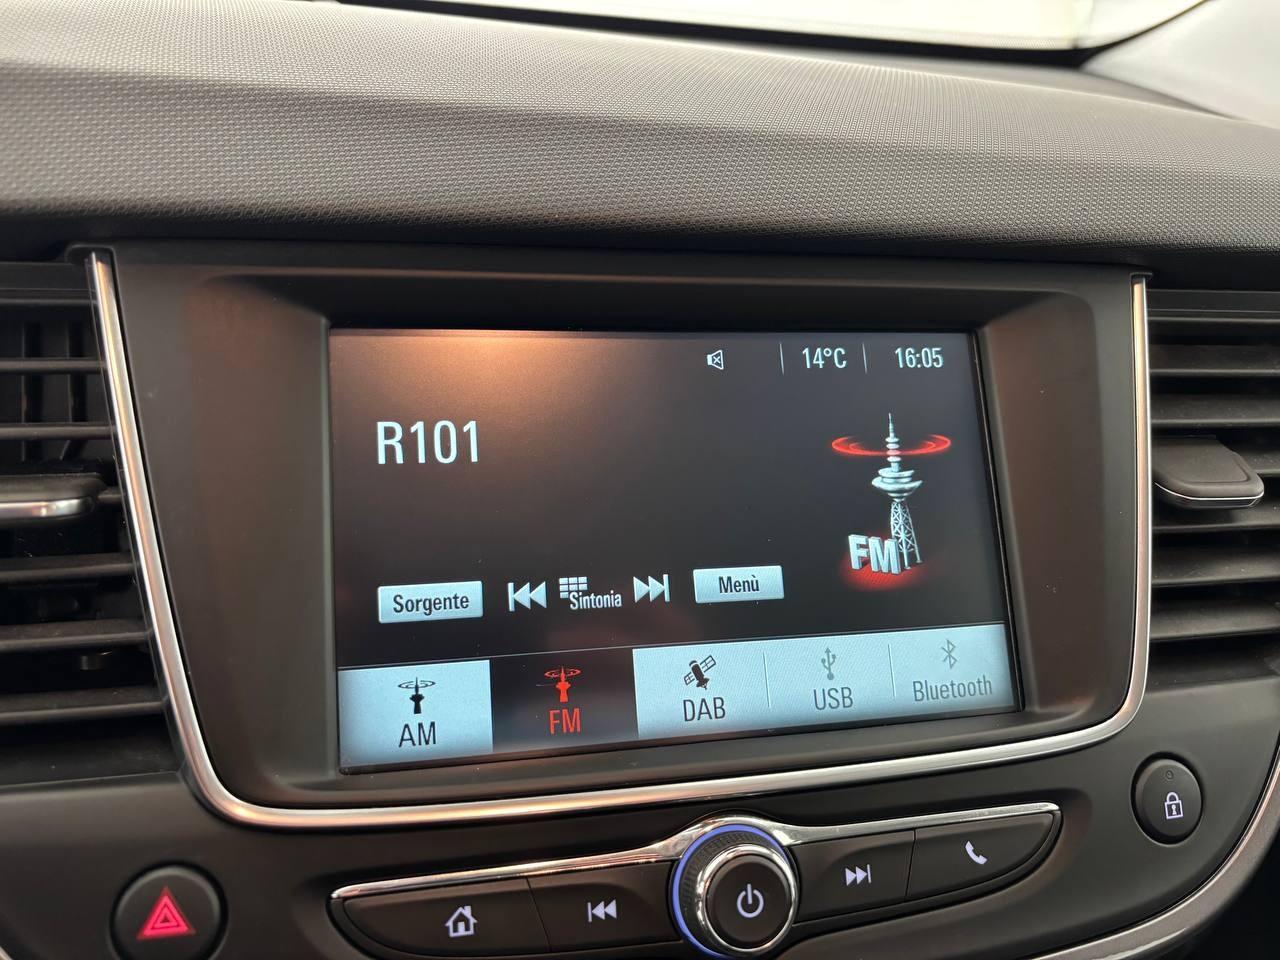 14°C 16:05
R101
FM
Sorgente Sintonia Menù
AM FM DAB USB Bluetooth